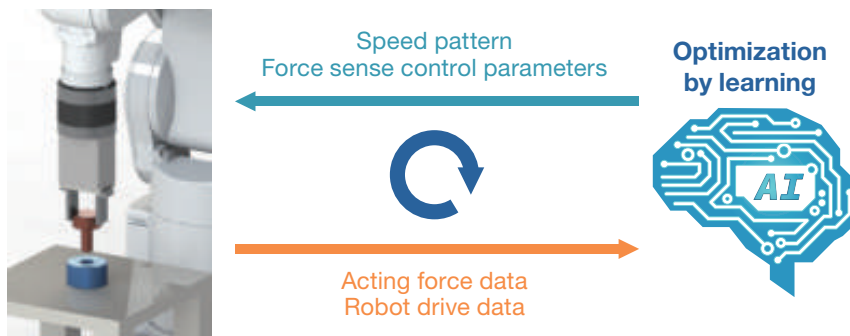 Speed pattern
Force sense control parameters
Optimization
by learning
AI
Acting force data
Robot drive data